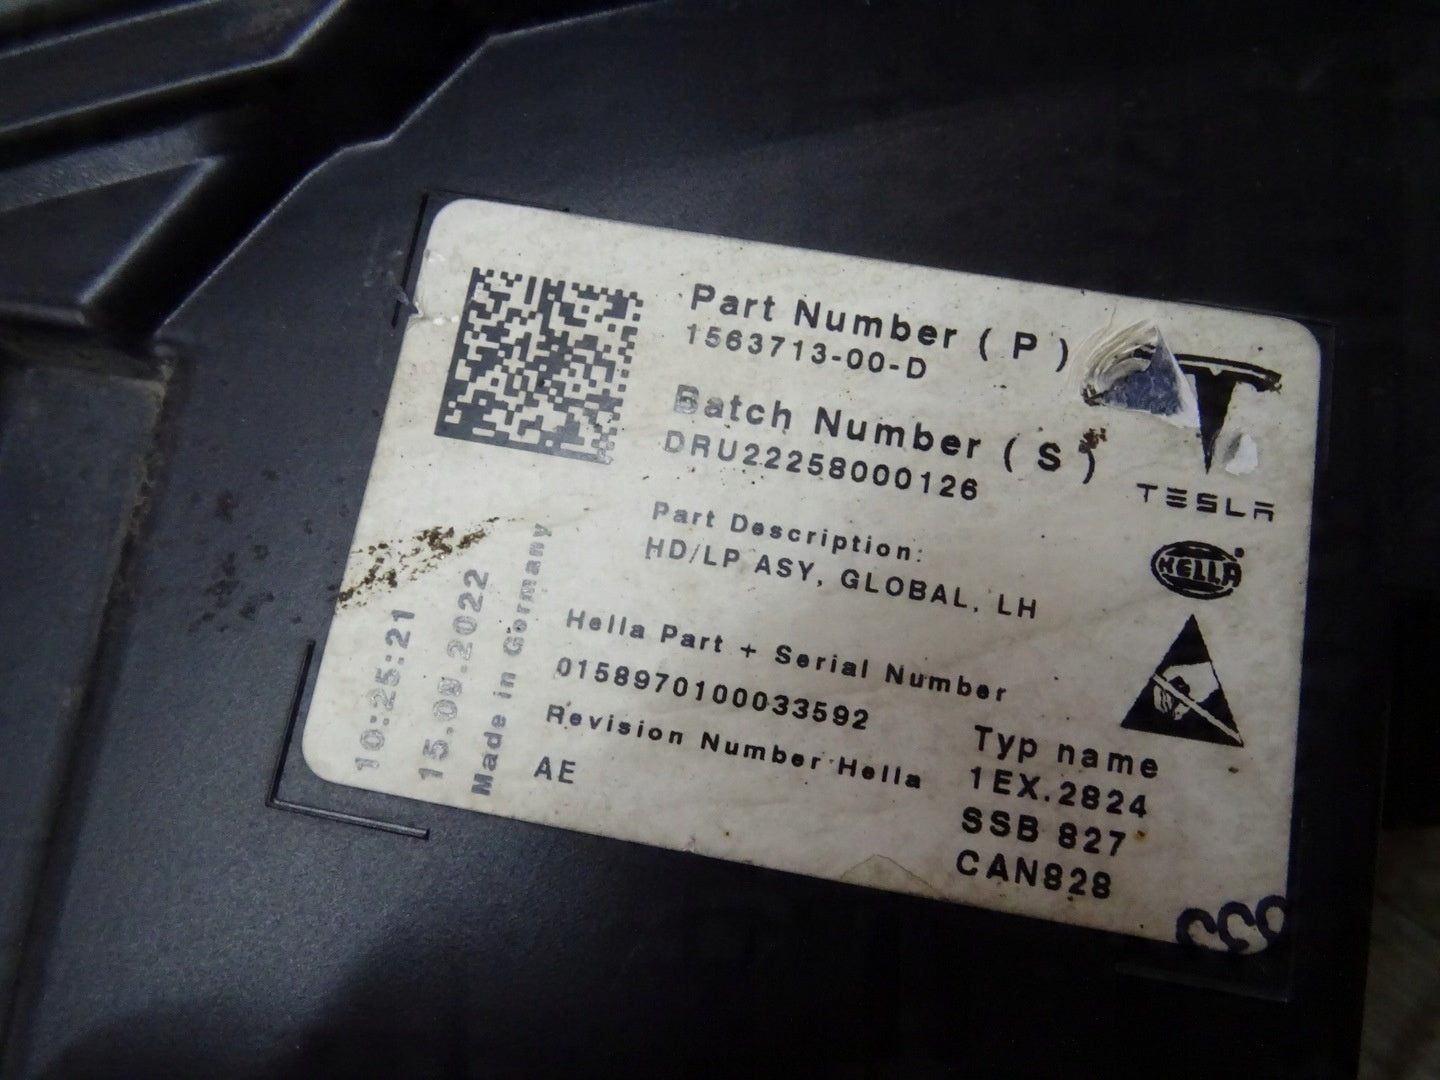 Part Number ( P )
1563713-00-D
Batch Number ( S )
DRU22258000126
Part Description:
HD/LP ASY, GLOBAL, LH
Hella Part + Serial Number
0158970100033592
Revision Number Hella
AE
Typ name
1EX.2824
SSB 827
CAN828
TESLA
HELLA
10:25:21
15.09.2022
Made in Germany